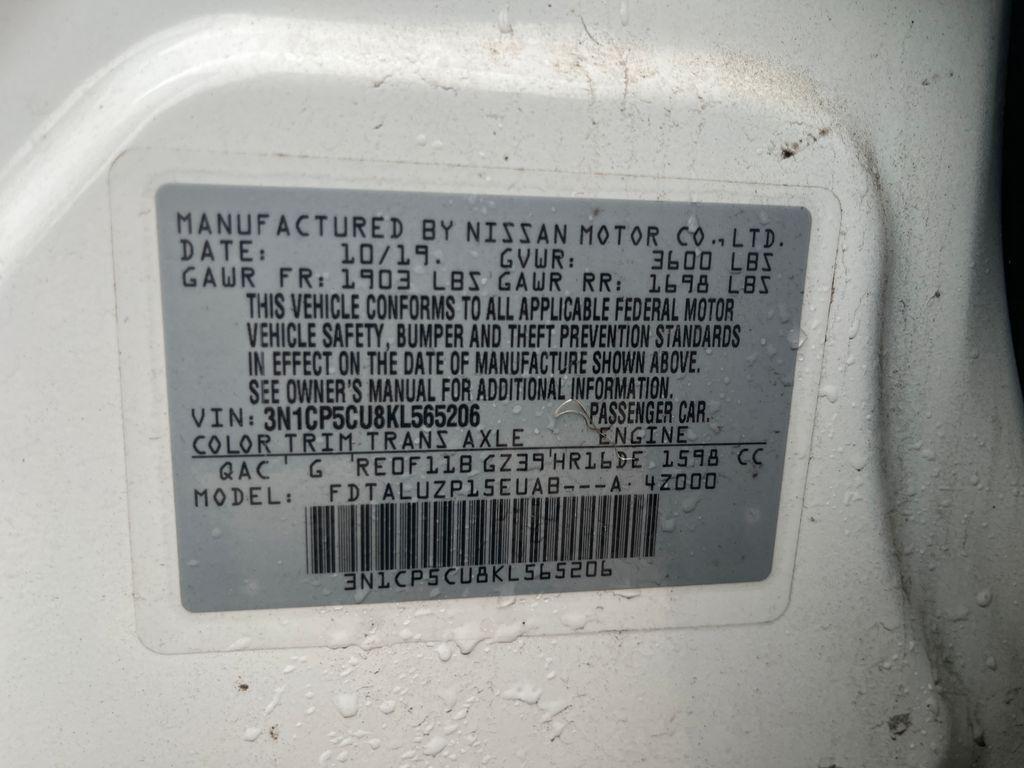 MANUFACTURED BY NISSAN MOTOR CO.,LTD.
DATE: 10/19. GVWR: 3600 LBS
GAWR FR: 1903 LBS GAWR RR: 1698 LBS
THIS VEHICLE CONFORMS TO ALL APPLICABLE FEDERAL MOTOR
VEHICLE SAFETY, BUMPER AND THEFT PREVENTION STANDARDS
IN EFFECT ON THE DATE OF MANUFACTURE SHOWN ABOVE.
SEE OWNER'S MANUAL FOR ADDITIONAL INFORMATION.
VIN: 3N1CP5CU8KL565206 PASSENGER CAR.
COLOR TRIM TRANS AXLE ENGINE
QAC G RE0F11B GZ39 HR16DE 1598 CC
MODEL: FDTALUZP15EUAB---A 4Z000
3N1CP5CU8KL565206